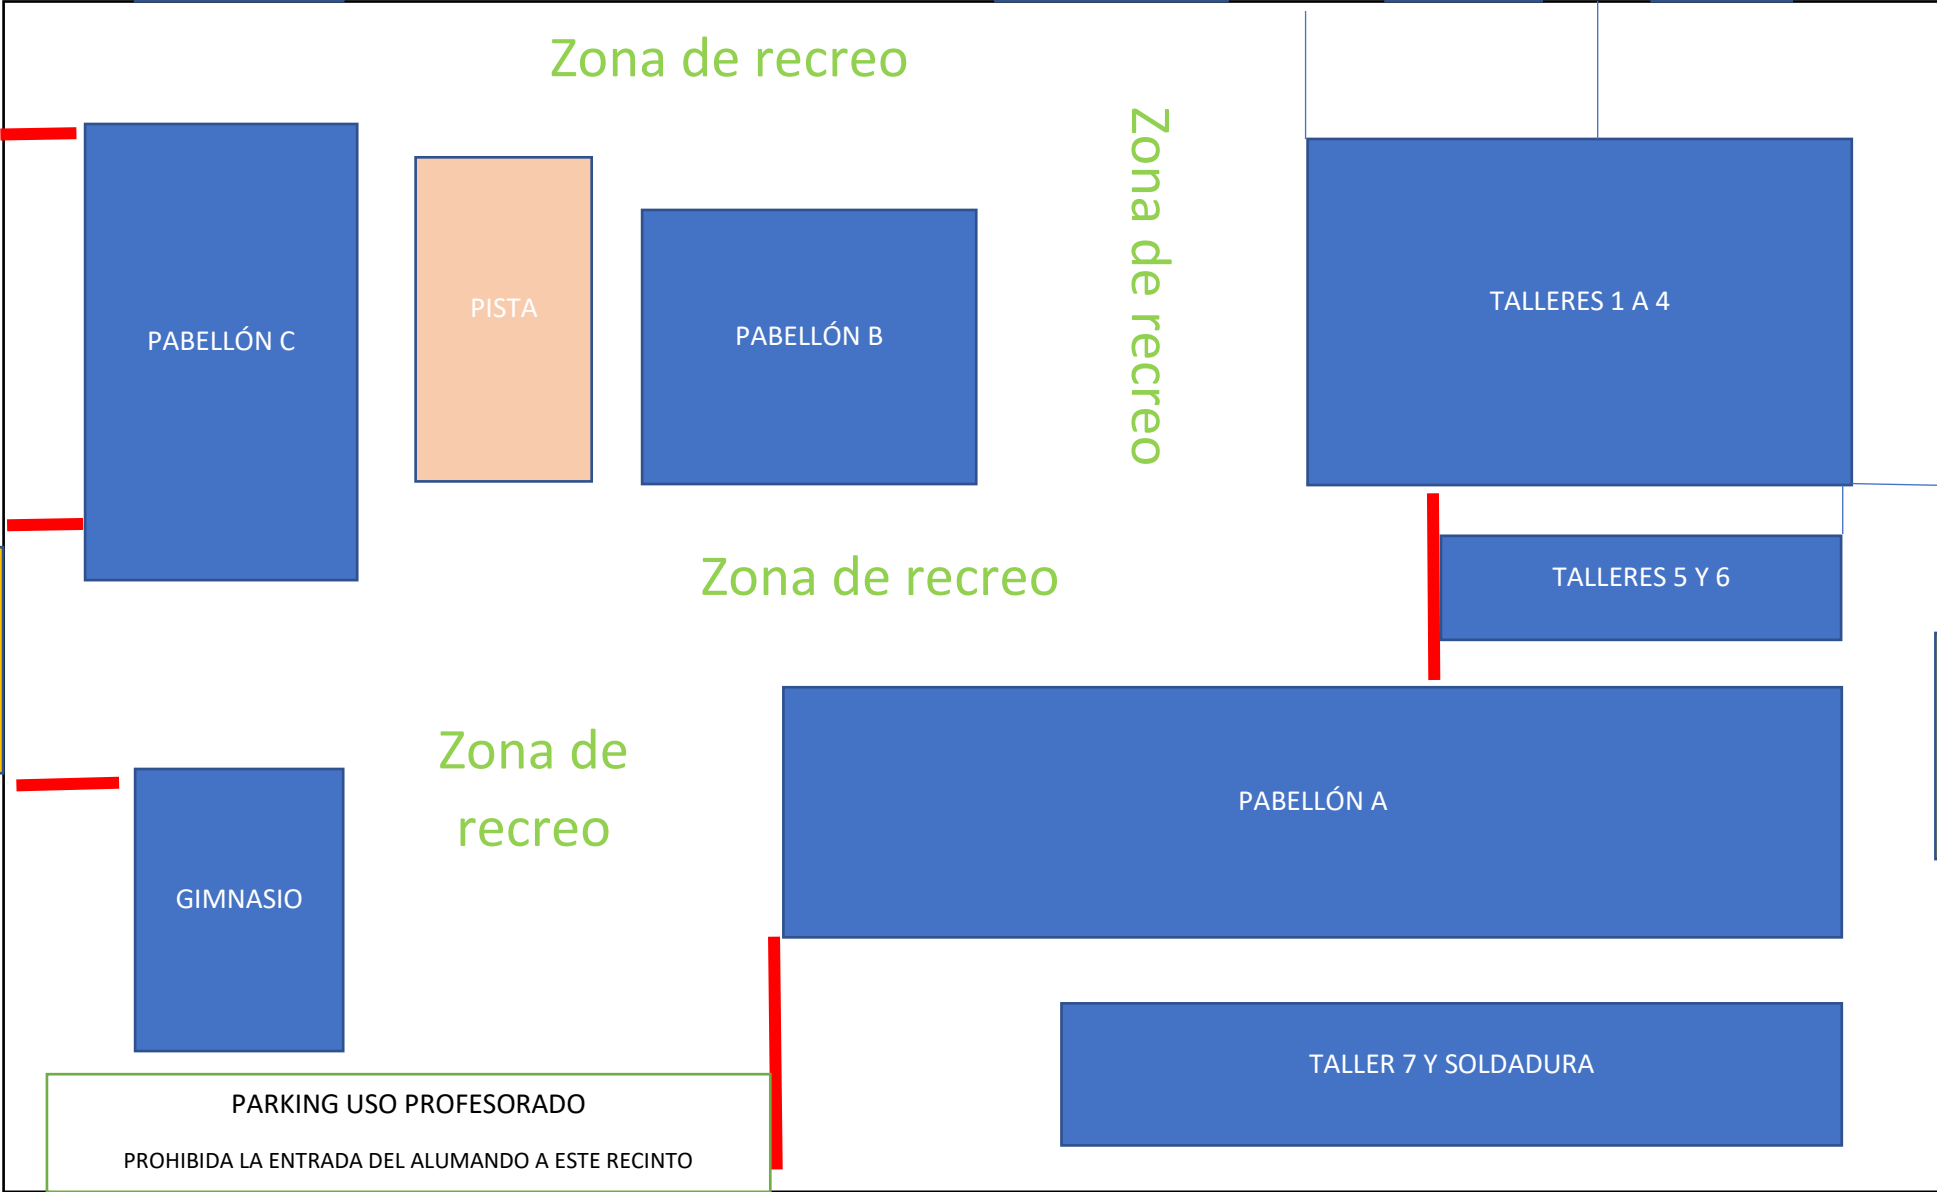 Zona de recreo
Zona de recreo
PISTA
TALLERES 1 A 4
PABELLÓN C
PABELLÓN B
Zona de recreo
TALLERES 5 Y 6
Zona de
recreo
PABELLÓN A
GIMNASIO
TALLER 7 Y SOLDADURA
PARKING USO PROFESORADO
PROHIBIDA LA ENTRADA DEL ALUMANDO A ESTE RECINTO